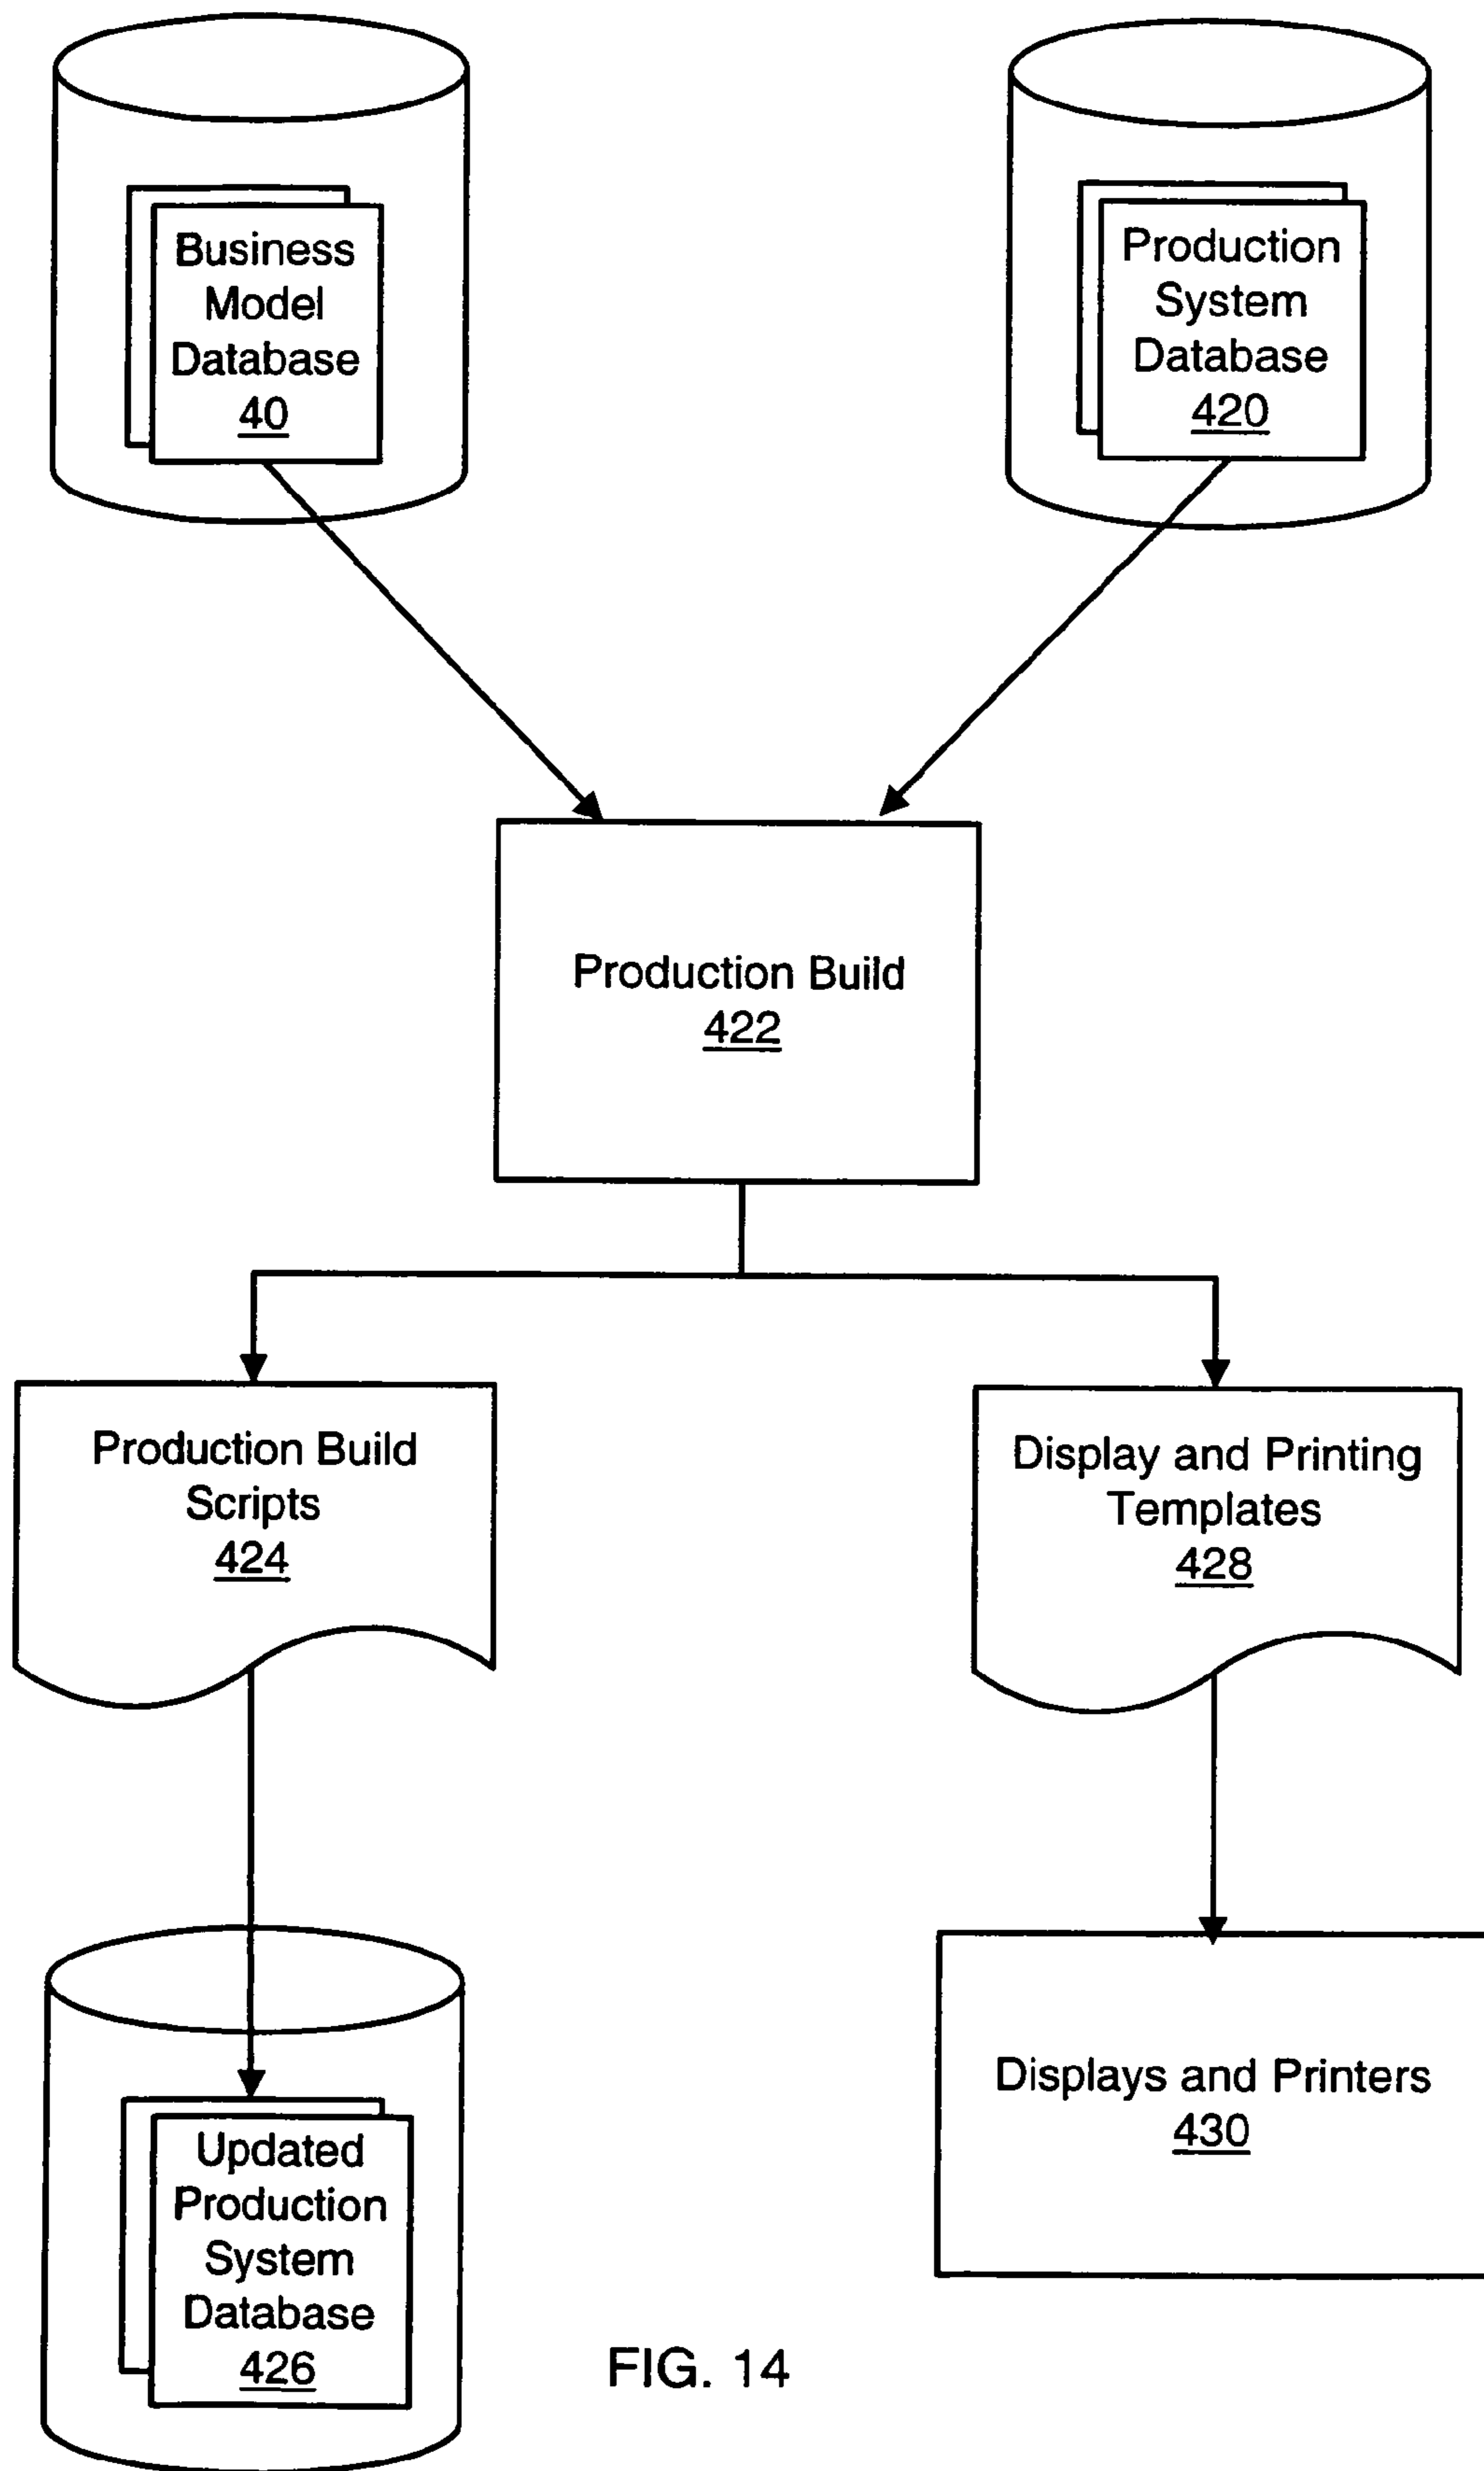 Business
Model
Database
40
Production
System
Database
420
Production Build
422
Production Build
Scripts
424
Display and Printing
Templates
428
Displays and Printers
430
Updated
Production
System
Database
426
FIG. 14